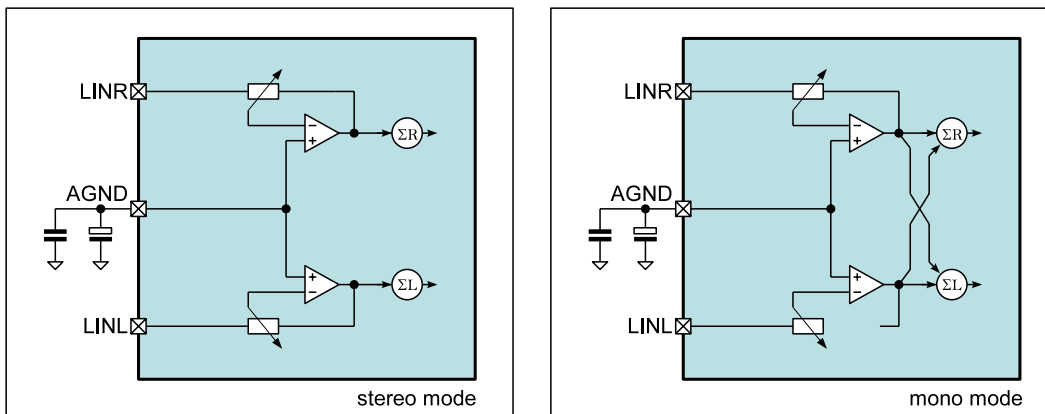 LINR
−
+
ΣR
AGND
+
−
ΣL
LINL
stereo mode
LINR
−
+
ΣR
AGND
+
−
ΣL
LINL
mono mode